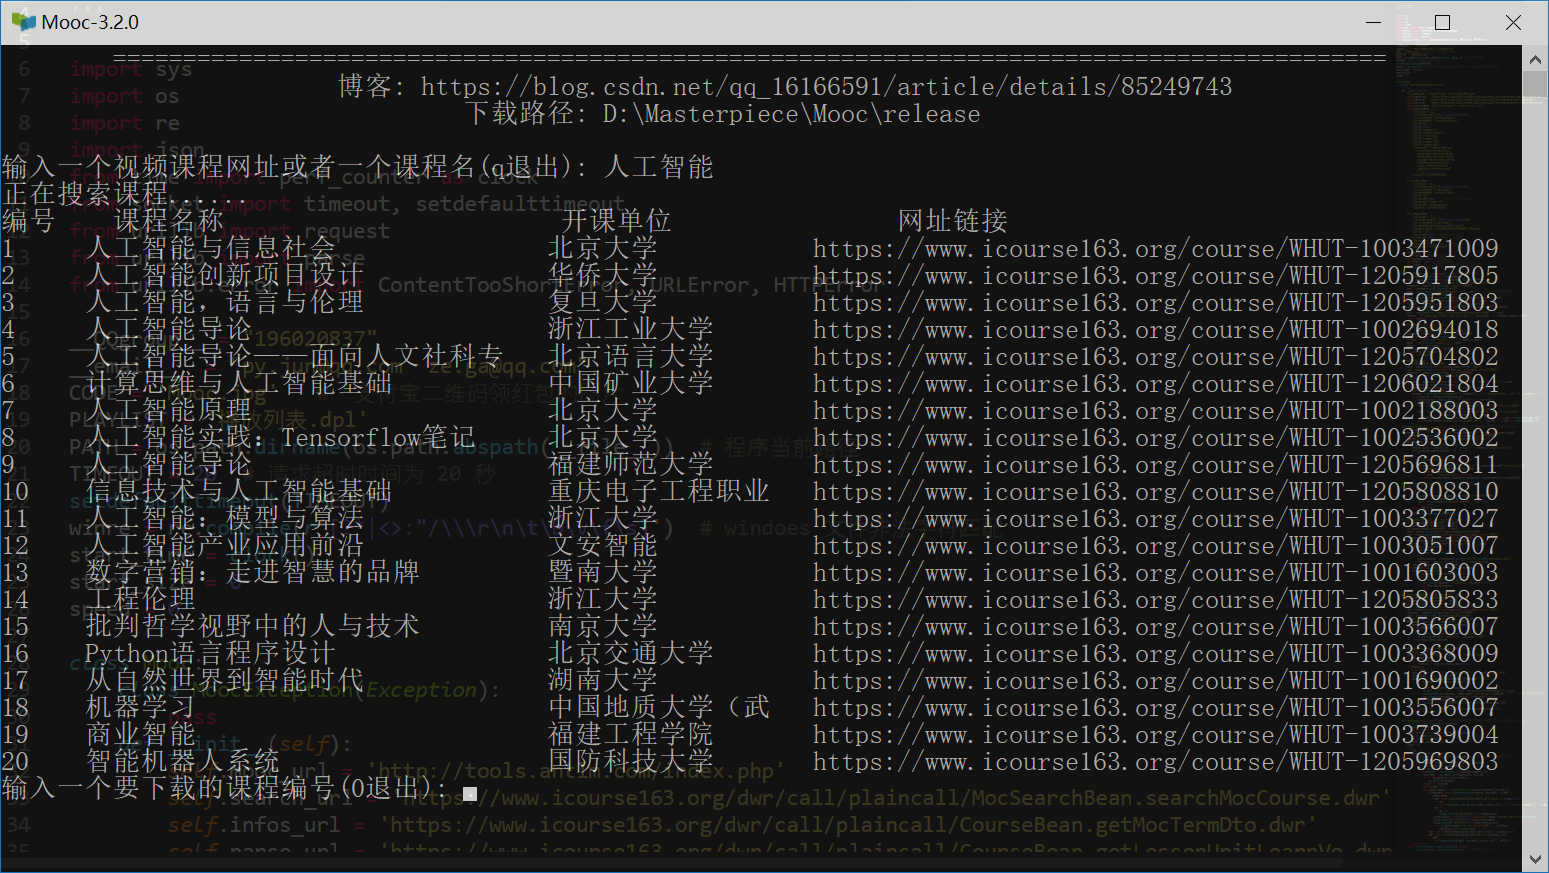 Mooc-3.2.0
===========================================================================================
博客: https://blog.csdn.net/qq_16166591/article/details/85249743
下载路径: D:\Masterpiece\Mooc\release
输入一个视频课程网址或者一个课程名(q退出): 人工智能
正在搜索课程......
编号 课程名称 开课单位 网址链接
1 人工智能与信息社会 北京大学 https://www.icourse163.org/course/WHUT-1003471009
2 人工智能创新项目设计 华侨大学 https://www.icourse163.org/course/WHUT-1205917805
3 人工智能，语言与伦理 复旦大学 https://www.icourse163.org/course/WHUT-1205951803
4 人工智能导论 浙江工业大学 https://www.icourse163.org/course/WHUT-1002694018
5 人工智能导论——面向人文社科专 北京语言大学 https://www.icourse163.org/course/WHUT-1205704802
6 计算思维与人工智能基础 中国矿业大学 https://www.icourse163.org/course/WHUT-1206021804
7 人工智能原理 北京大学 https://www.icourse163.org/course/WHUT-1002188003
8 人工智能实践：Tensorflow笔记 北京大学 https://www.icourse163.org/course/WHUT-1002536002
9 人工智能导论 福建师范大学 https://www.icourse163.org/course/WHUT-1205696811
10 信息技术与人工智能基础 重庆电子工程职业 https://www.icourse163.org/course/WHUT-1205808810
11 人工智能：模型与算法 浙江大学 https://www.icourse163.org/course/WHUT-1003377027
12 人工智能产业应用前沿 文安智能 https://www.icourse163.org/course/WHUT-1003051007
13 数字营销：走进智慧的品牌 暨南大学 https://www.icourse163.org/course/WHUT-1001603003
14 工程伦理 浙江大学 https://www.icourse163.org/course/WHUT-1205805833
15 批判哲学视野中的人与技术 南京大学 https://www.icourse163.org/course/WHUT-1003566007
16 Python语言程序设计 北京交通大学 https://www.icourse163.org/course/WHUT-1003368009
17 从自然世界到智能时代 湖南大学 https://www.icourse163.org/course/WHUT-1001690002
18 机器学习 中国地质大学（武 https://www.icourse163.org/course/WHUT-1003556007
19 商业智能 福建工程学院 https://www.icourse163.org/course/WHUT-1003739004
20 智能机器人系统 国防科技大学 https://www.icourse163.org/course/WHUT-1205969803
输入一个要下载的课程编号(0退出):